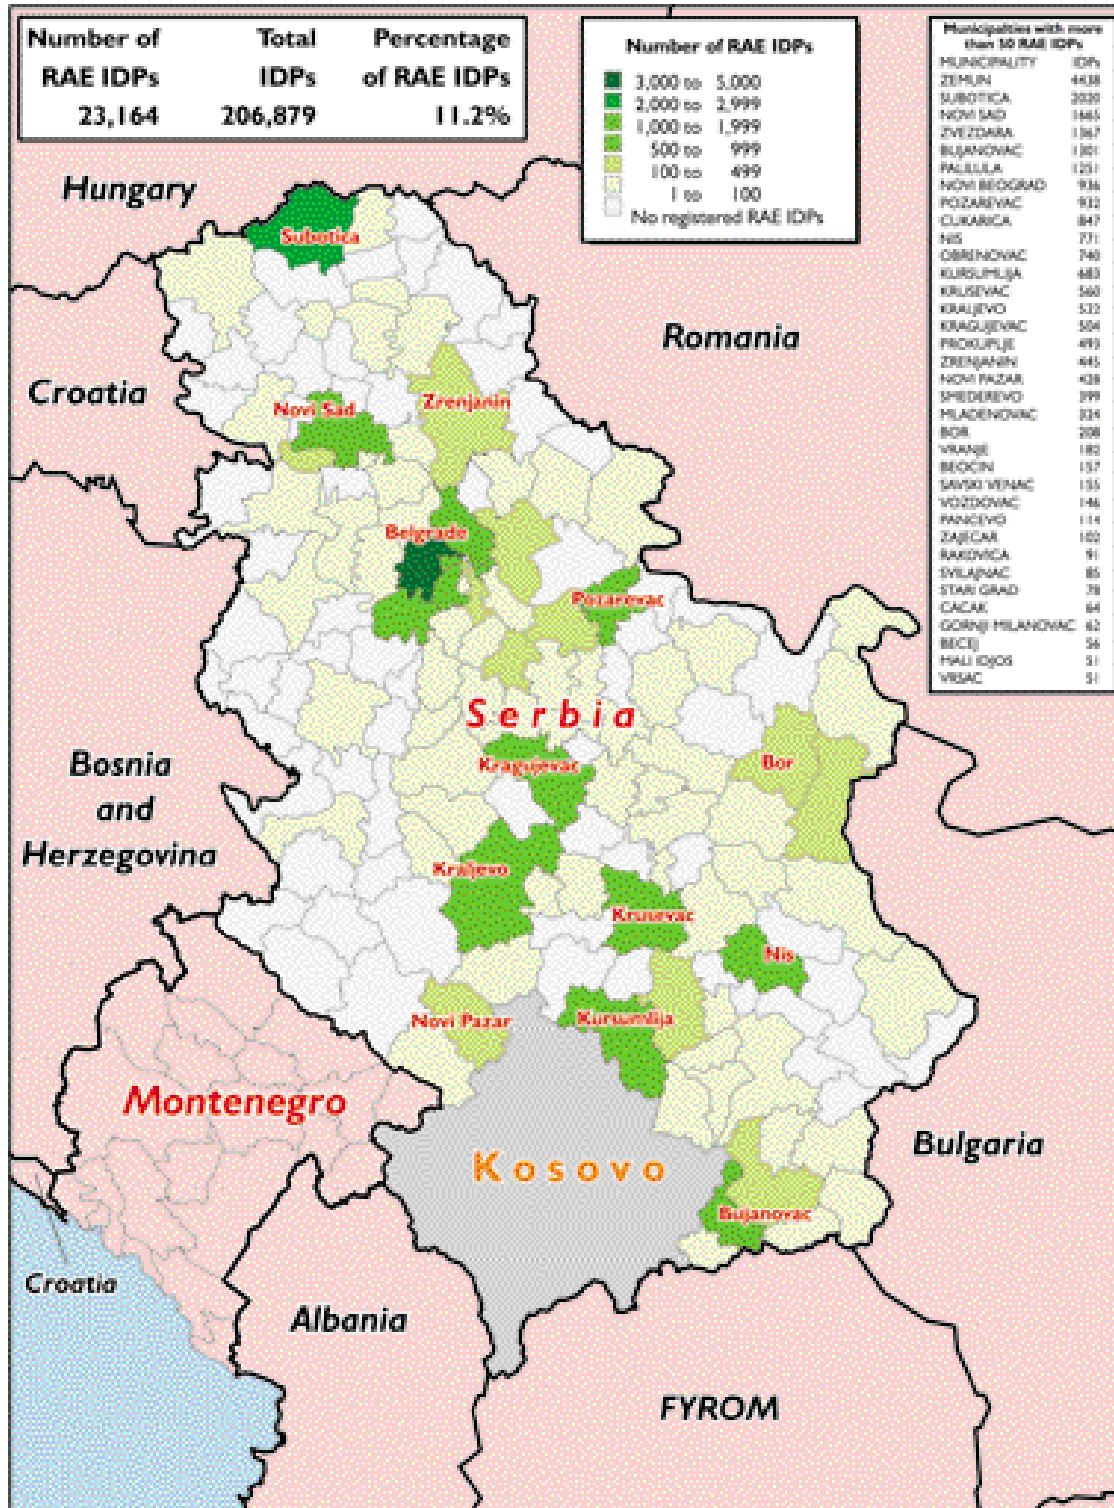 Number of Total Percentage
RAE IDPs IDPs of RAE IDPs
23,164 206,879 11.2%
Number of RAE IDPs
3,000 to 5,000
2,000 to 2,999
1,000 to 1,999
500 to 999
100 to 499
1 to 100
No registered RAE IDPs
Municipalties with more
than 50 RAE IDPs
MUNICIPALITY IDPs
ZEMUN 4438
SUBOTICA 2020
NOVI SAD 1665
ZVEZDARA 1367
BUJANOVAC 1301
PALILULA 1251
NOVI BEOGRAD 936
POZAREVAC 932
CUKARICA 847
NIS 771
OBRENOVAC 740
KURSUMLIJA 683
KRUSEVAC 560
KRALJEVO 522
KRAGUJEVAC 504
PROKUPLJE 493
ZRENJANIN 445
NOVI PAZAR 428
SMEDEREVO 399
MLADENOVAC 324
BOR 208
VRANJE 182
BEOCIN 157
SAVSKI VENAC 155
VOZDOVAC 146
PANCEVO 114
ZAJECAR 102
RAKOVICA 91
SVILAJNAC 85
STARI GRAD 78
CACAK 64
GORNJI MILANOVAC 62
BECEJ 56
MALI IDJOS 51
VRSAC 51
Hungary
Subotica
Romania
Croatia
Novi Sad
Zrenjanin
Belgrade
Pozarevac
Serbia
Bosnia
and
Herzegovina
Kragujevac
Bor
Kraljevo
Krusevac
Nis
Novi Pazar
Kursumlija
Montenegro
Kosovo
Bulgaria
Bujanovac
Croatia
Albania
FYROM